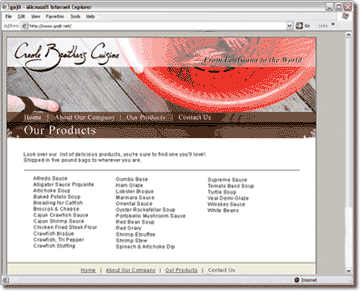 gujit - Microsoft Internet Explorer
File Edit View Favorites Tools Help
Address http://www.gujit.net/ Go Links
Creole Brothers Cuisine
From Louisiana to the World
Home | About Our Company | Our Products | Contact Us
Our Products
Look over our list of delicious products, you're sure to find one you'll love!
Shipped in five pound bags to wherever you are.
Alfredo Sauce
Alligator Sauce Piquante
Artichoke Soup
Baked Potato Soup
Breading for Catfish
Broccoli & Cheese
Cajun Crawfish Sauce
Cajun Shrimp Sauce
Chicken Fried Steak Flour
Crawfish Bisque
Crawfish, Tri Pepper
Crawfish Stuffing
Gumbo Base
Ham Glaze
Lobster Bisque
Marinara Sauce
Oriental Sauce
Oyster Rockefeller Soup
Portobello Mushroom Sauce
Red Bean Soup
Red Gravy
Shrimp Etouffee
Shrimp Stew
Spinach & Artichoke Dip
Supreme Sauce
Tomato Basil Soup
Turtle Soup
Veal Demi-Glaze
Whiskey Sauce
White Beans
Home | About Our Company | Our Products | Contact Us
Internet